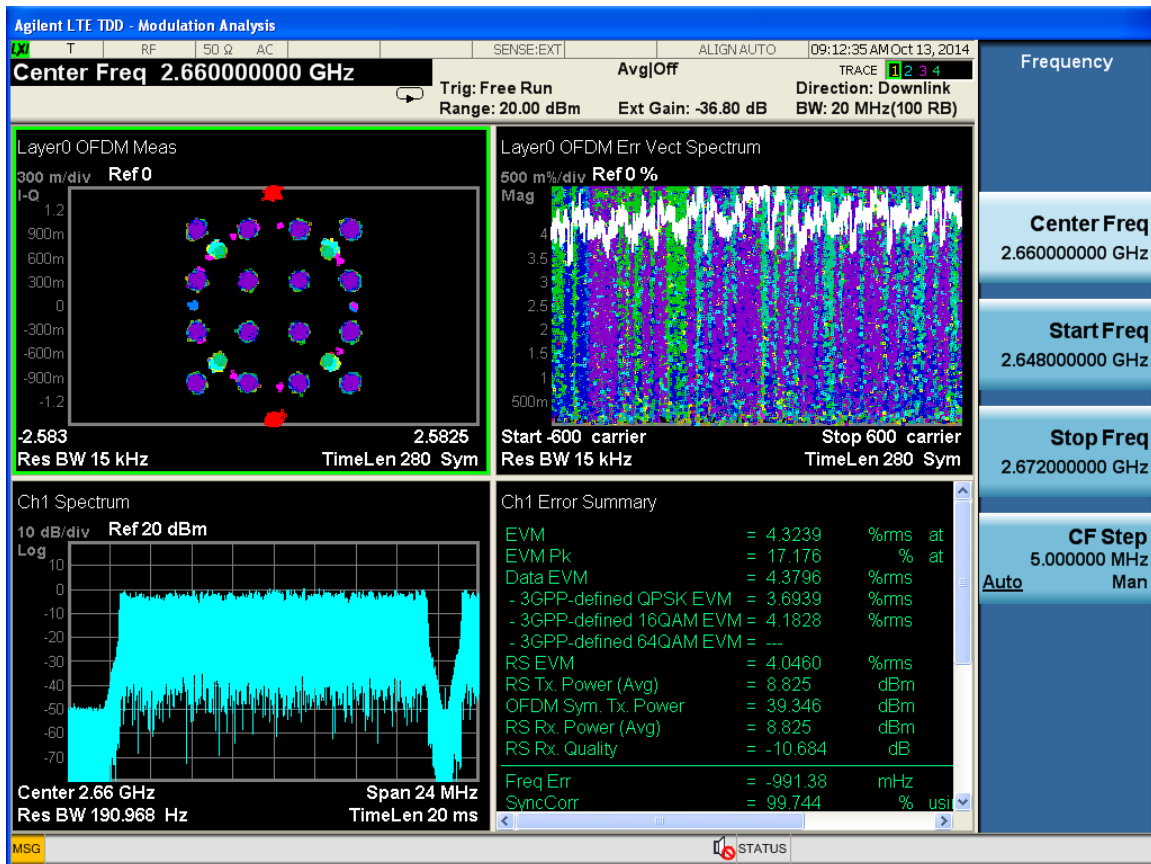 Agilent LTE TDD - Modulation Analysis
LXI T RF 50 Ω AC SENSE:EXT ALIGN AUTO 09:12:35 AM Oct 13, 2014
Center Freq 2.660000000 GHz
Avg|Off
TRACE 1 2 3 4
Trig: Free Run
Direction: Downlink
Range: 20.00 dBm
Ext Gain: -36.80 dB
BW: 20 MHz(100 RB)
Layer0 OFDM Meas
300 m/div Ref 0
I-Q
1.2
900m
600m
300m
0
-300m
-600m
-900m
-1.2
-2.583 2.5825
Res BW 15 kHz TimeLen 280 Sym
Layer0 OFDM Err Vect Spectrum
500 m%/div Ref 0 %
Mag
4
3.5
3
2.5
2
1.5
1
500m
Start -600 carrier Stop 600 carrier
Res BW 15 kHz TimeLen 280 Sym
Ch1 Spectrum
10 dB/div Ref 20 dBm
Log
10
0
-10
-20
-30
-40
-50
-60
-70
Center 2.66 GHz Span 24 MHz
Res BW 190.968 Hz TimeLen 20 ms
Ch1 Error Summary
EVM = 4.3239 %rms at
EVM Pk = 17.176 % at
Data EVM = 4.3796 %rms
- 3GPP-defined QPSK EVM = 3.6939 %rms
- 3GPP-defined 16QAM EVM = 4.1828 %rms
- 3GPP-defined 64QAM EVM = ---
RS EVM = 4.0460 %rms
RS Tx. Power (Avg) = 8.825 dBm
OFDM Sym. Tx. Power = 39.346 dBm
RS Rx. Power (Avg) = 8.825 dBm
RS Rx. Quality = -10.684 dB
Freq Err = -991.38 mHz
SyncCorr = 99.744 % usi
Frequency
Center Freq
2.660000000 GHz
Start Freq
2.648000000 GHz
Stop Freq
2.672000000 GHz
CF Step
5.000000 MHz
Auto Man
MSG
STATUS